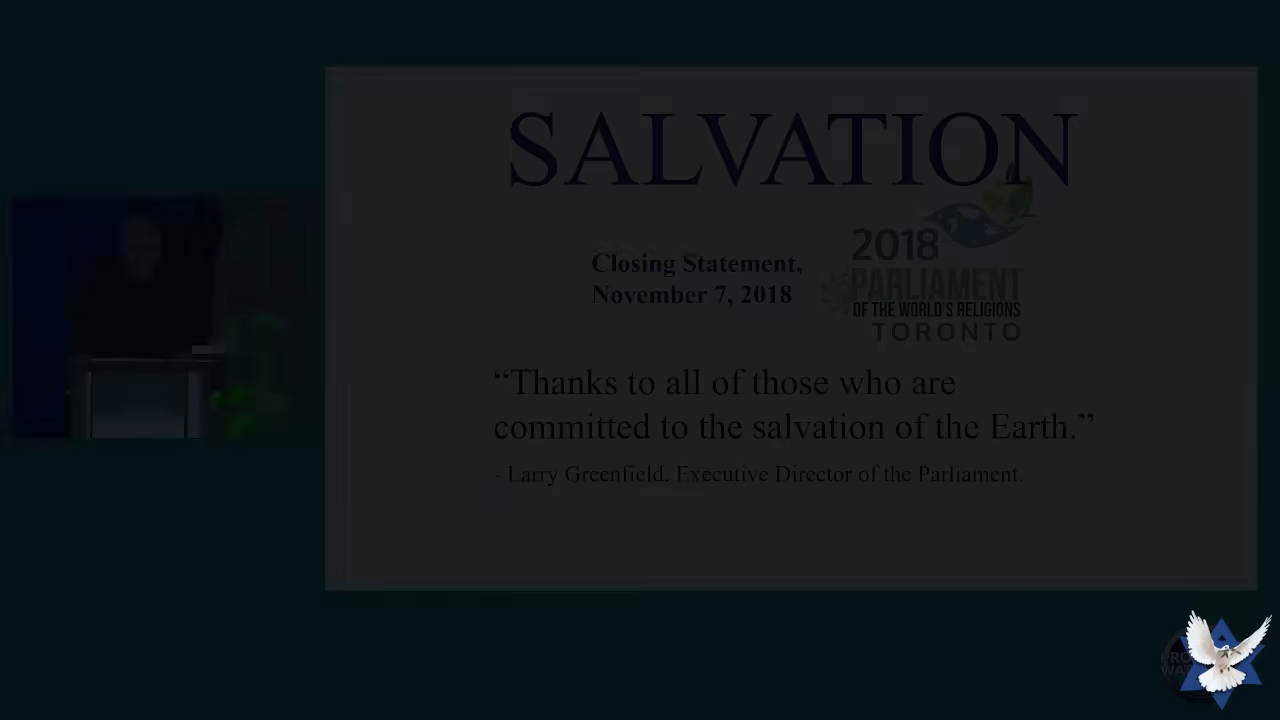 SALVATION
Closing Statement,
November 7, 2018
2018
PARLIAMENT
OF THE WORLD'S RELIGIONS
TORONTO
“Thanks to all of those who are
committed to the salvation of the Earth.”
- Larry Greenfield. Executive Director of the Parliament.